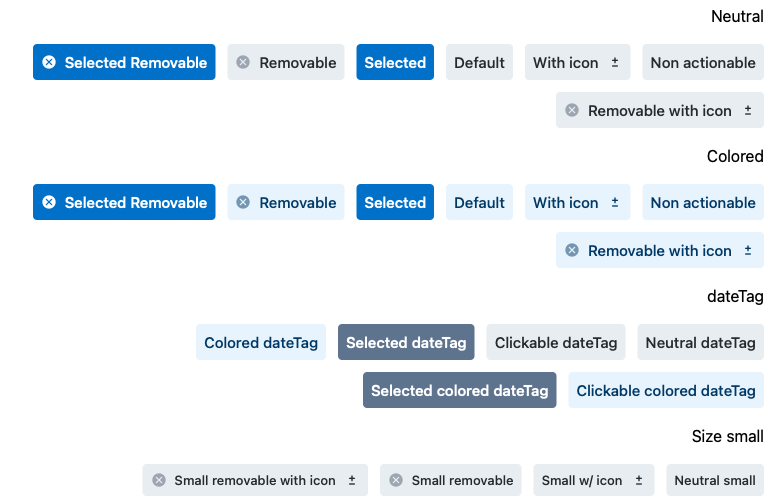 Neutral
Selected Removable Removable Selected Default With icon ± Non actionable
Removable with icon ±
Colored
Selected Removable Removable Selected Default With icon ± Non actionable
Removable with icon ±
dateTag
Colored dateTag Selected dateTag Clickable dateTag Neutral dateTag
Selected colored dateTag Clickable colored dateTag
Size small
Small removable with icon ± Small removable Small w/ icon ± Neutral small